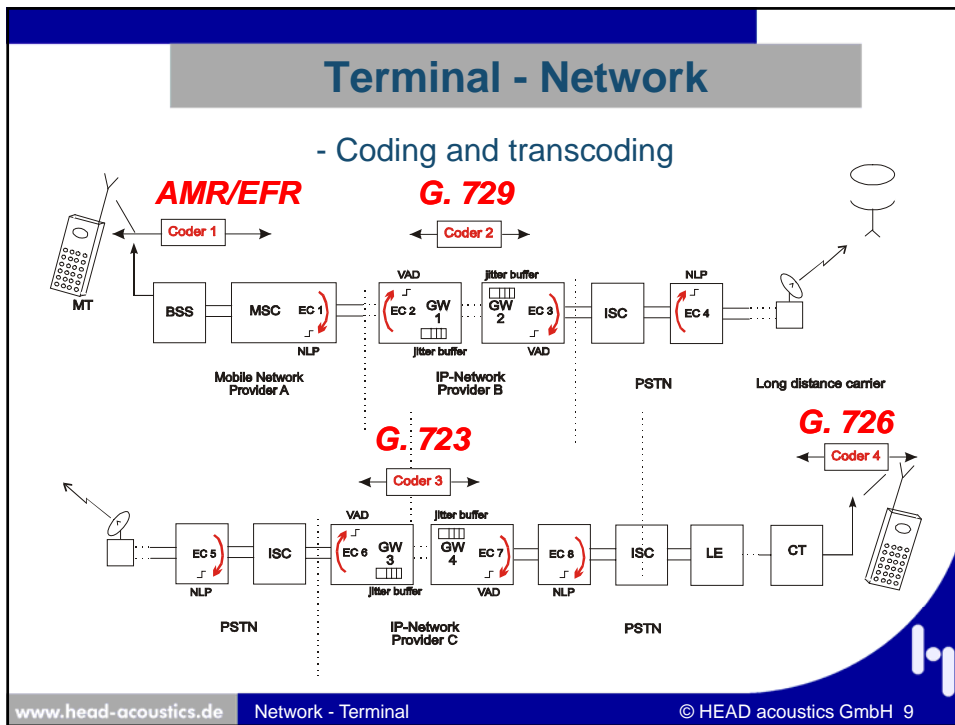 Terminal - Network
- Coding and transcoding
AMR/EFR
G. 729
Coder 1
Coder 2
MT
VAD
jitter buffer
NLP
BSS
MSC
EC 1
EC 2
GW 1
GW 2
EC 3
ISC
EC 4
NLP
jitter buffer
VAD
Mobile Network Provider A
IP-Network Provider B
PSTN
Long distance carrier
G. 723
G. 726
Coder 3
Coder 4
VAD
jitter buffer
EC 5
ISC
EC 6
GW 3
GW 4
EC 7
EC 8
ISC
LE
CT
NLP
jitter buffer
VAD
NLP
PSTN
IP-Network Provider C
PSTN
www.head-acoustics.de
Network - Terminal
© HEAD acoustics GmbH 9